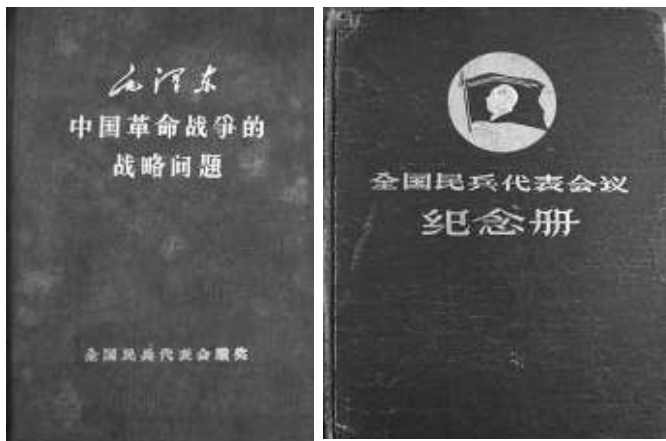 毛泽东
中国革命战争的
战略问题
全国民兵代表会议奖
全国民兵代表会议
纪念册